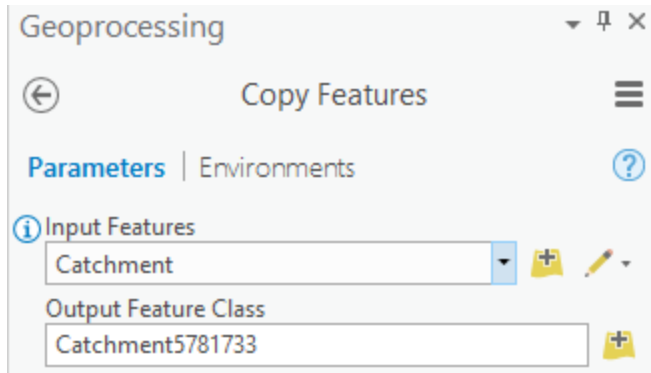 Geoprocessing
Copy Features
Parameters | Environments
Input Features
Catchment
Output Feature Class
Catchment5781733